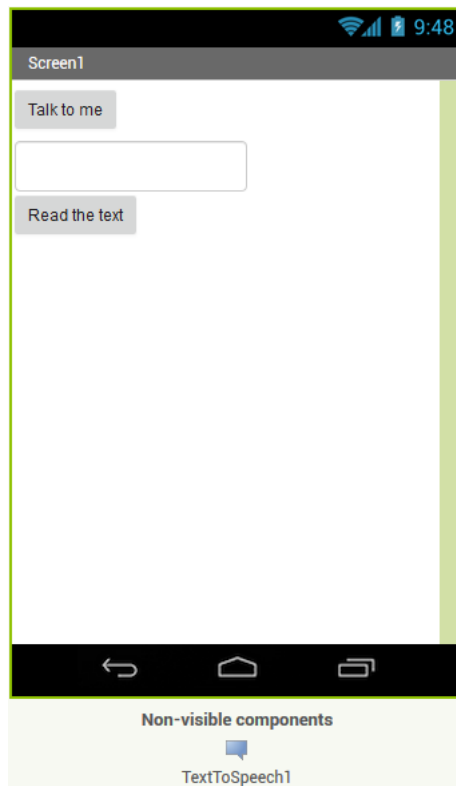 9:48
Screen1
Talk to me
Read the text
Non-visible components
TextToSpeech1